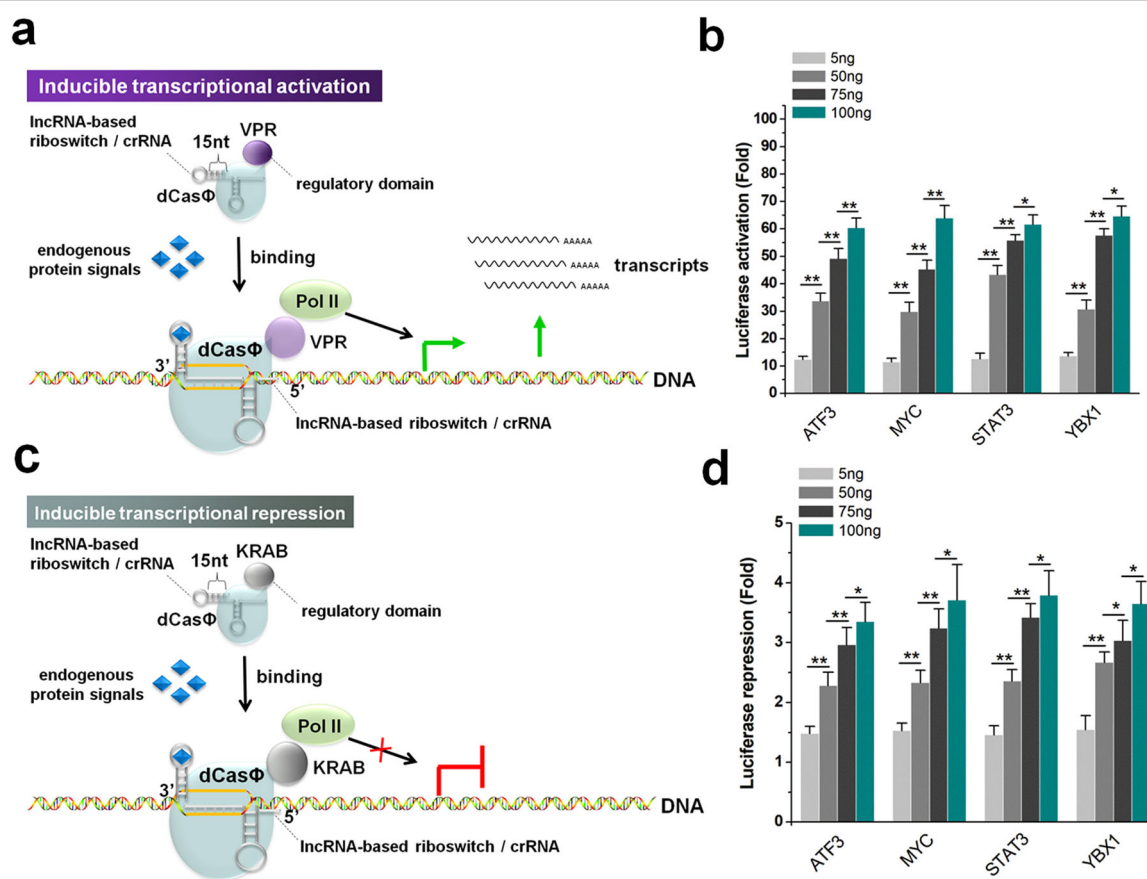 a
Inducible transcriptional activation
lncRNA-based
riboswitch / crRNA
15nt
VPR
dCasΦ
regulatory domain
endogenous
protein signals
binding
Pol II
VPR
dCasΦ
AAAAA
AAAAA
AAAAA
transcripts
3’
5’
DNA
lncRNA-based riboswitch / crRNA
b
5ng
50ng
75ng
100ng
Luciferase activation (Fold)
100
90
80
70
60
50
40
30
20
10
0
** ** **
** ** **
** ** *
** ** *
ATF3
MYC
STAT3
YBX1
c
Inducible transcriptional repression
lncRNA-based
riboswitch / crRNA
15nt
KRAB
dCasΦ
regulatory domain
endogenous
protein signals
binding
Pol II
KRAB
dCasΦ
3’
5’
DNA
lncRNA-based riboswitch / crRNA
d
5ng
50ng
75ng
100ng
Luciferase repression (Fold)
5
4
3
2
1
0
** ** *
** ** *
** ** *
** * *
ATF3
MYC
STAT3
YBX1